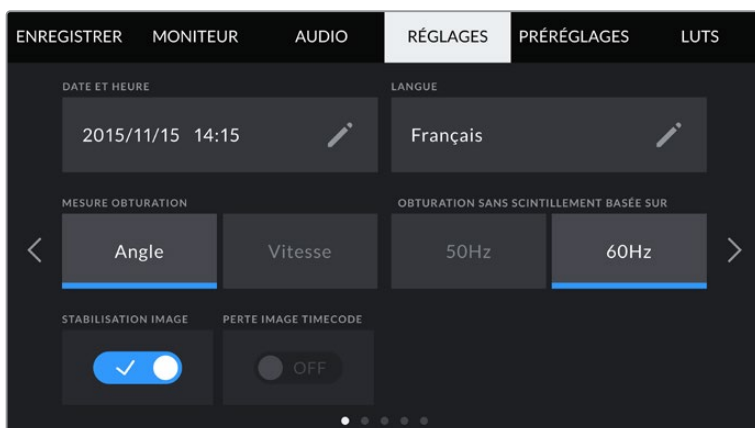 ENREGISTRER MONITEUR AUDIO RÉGLAGES PRÉRÉGLAGES LUTS
DATE ET HEURE LANGUE
2015/11/15 14:15 Français
MESURE OBTURATION OBTURATION SANS SCINTILLEMENT BASÉE SUR
Angle Vitesse 50Hz 60Hz
STABILISATION IMAGE PERTE IMAGE TIMECODE
OFF